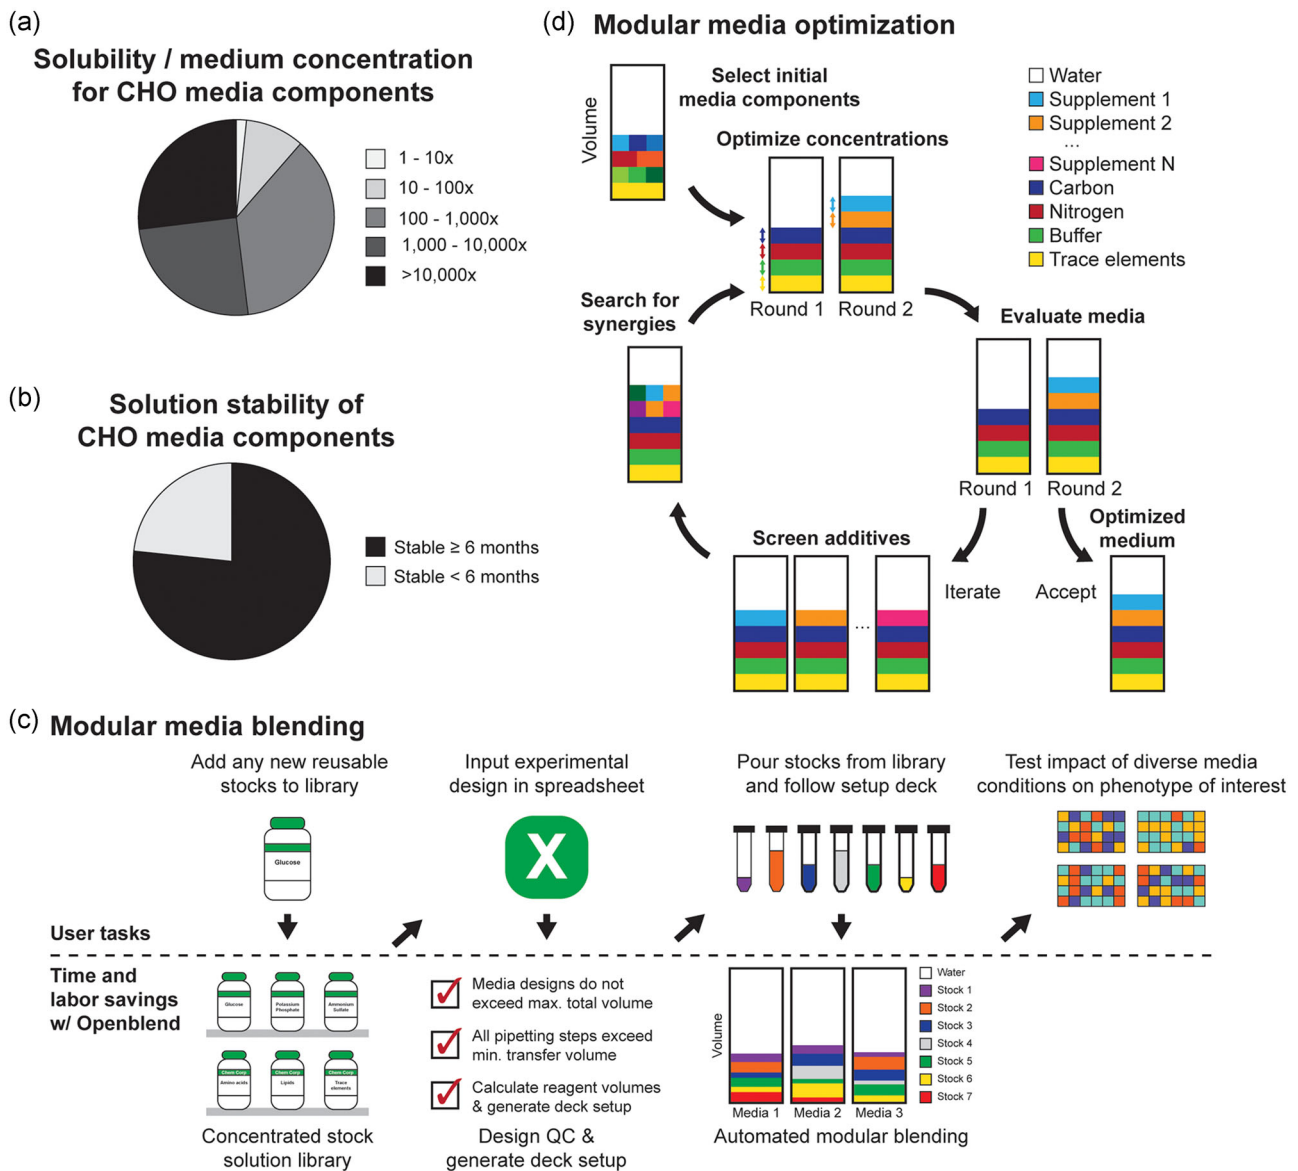 (a)
Solubility / medium concentration
for CHO media components
1 - 10x
10 - 100x
100 - 1,000x
1,000 - 10,000x
>10,000x
(b)
Solution stability of
CHO media components
Stable ≥ 6 months
Stable < 6 months
(d)
Modular media optimization
Volume
Select initial
media components
Optimize concentrations
Round 1
Round 2
Water
Supplement 1
Supplement 2
...
Supplement N
Carbon
Nitrogen
Buffer
Trace elements
Search for
synergies
Evaluate media
Round 1
Round 2
Screen additives
...
Iterate
Accept
Optimized
medium
(c)
Modular media blending
Add any new reusable
stocks to library
Glucose
Input experimental
design in spreadsheet
X
Pour stocks from library
and follow setup deck
Test impact of diverse media
conditions on phenotype of interest
User tasks
Time and
labor savings
w/ Openblend
Glucose
Potassium
Phosphate
Ammonium
Sulfate
Chem Corp
Amino acids
Chem Corp
Lipids
Chem Corp
Trace
elements
Concentrated stock
solution library
Media designs do not
exceed max. total volume
All pipetting steps exceed
min. transfer volume
Calculate reagent volumes
& generate deck setup
Design QC &
generate deck setup
Volume
Media 1
Media 2
Media 3
Water
Stock 1
Stock 2
Stock 3
Stock 4
Stock 5
Stock 6
Stock 7
Automated modular blending